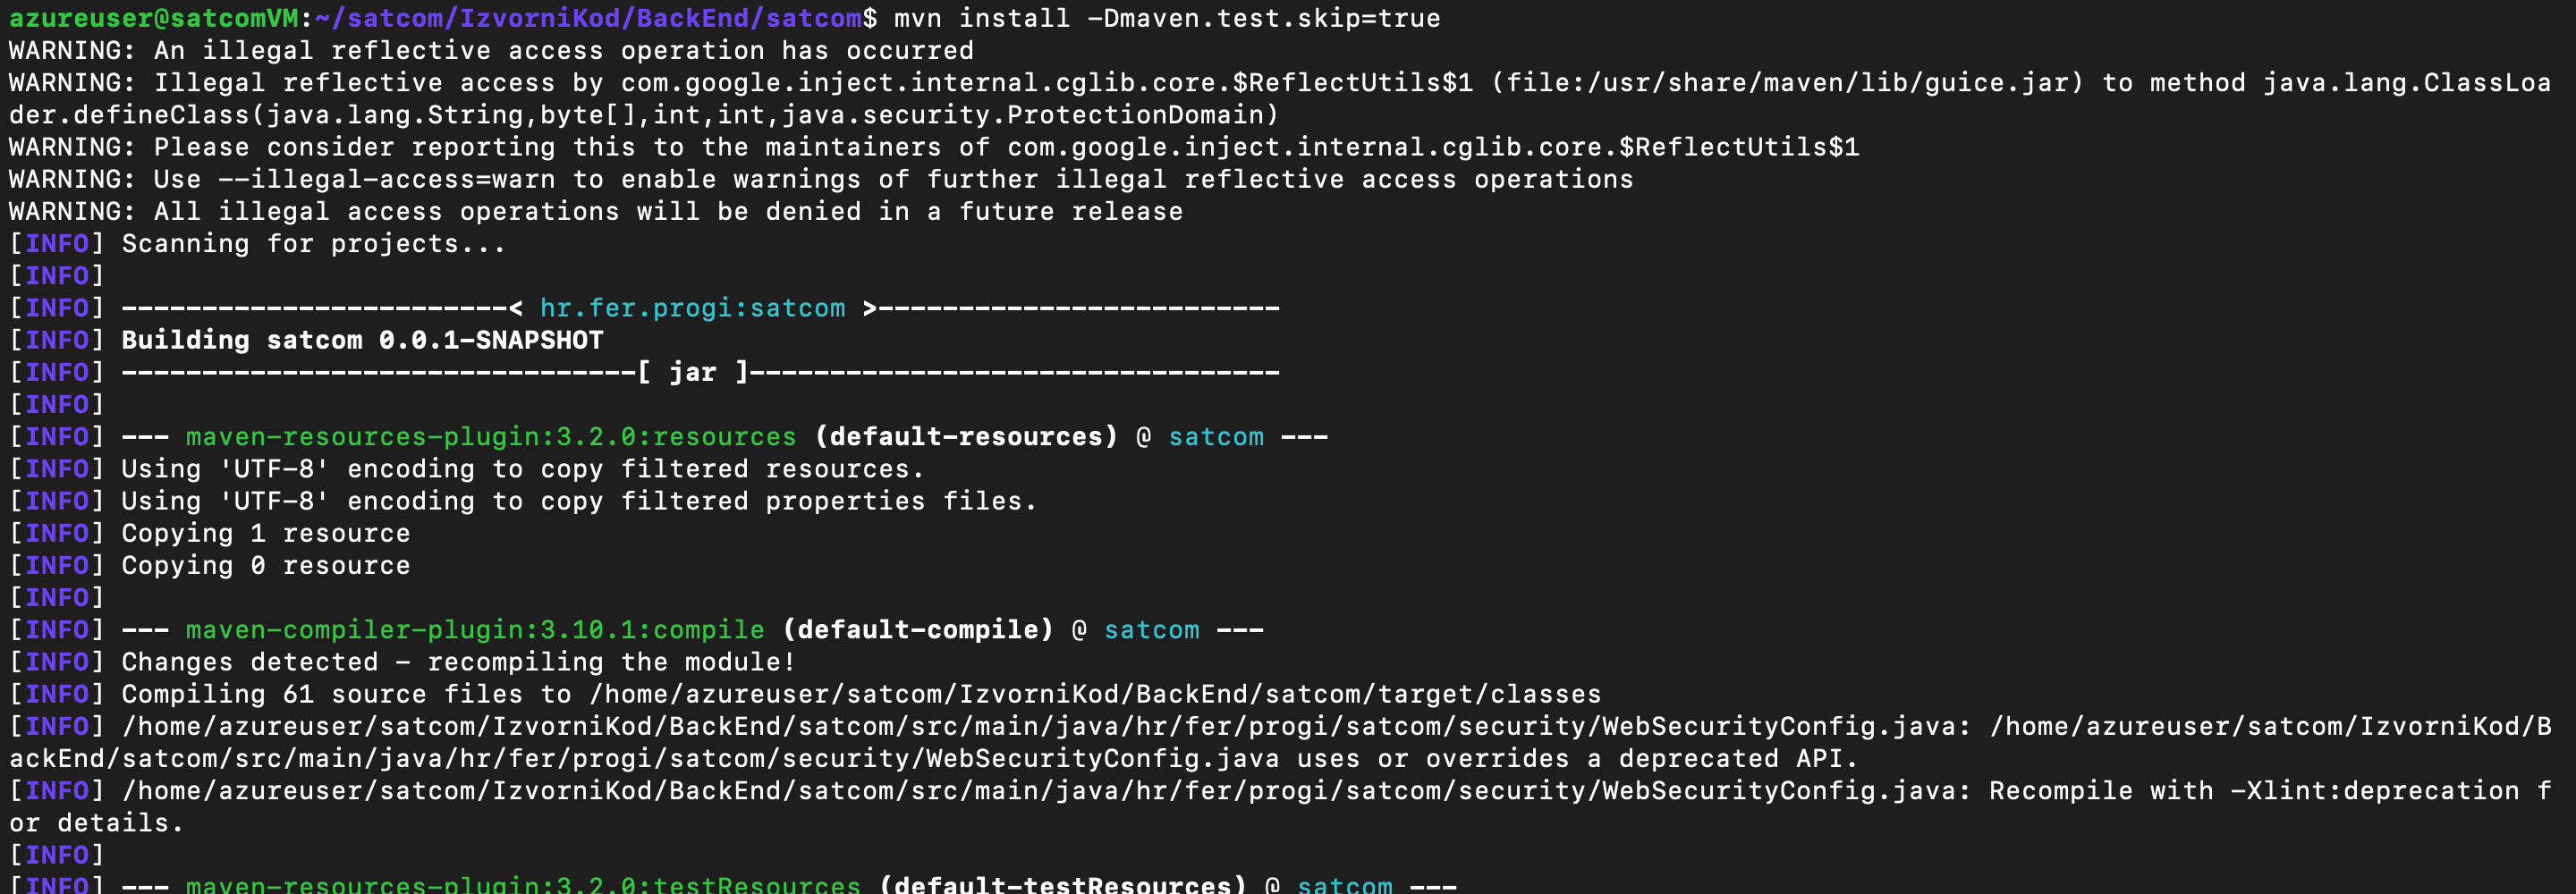 azureuser@satcomVM:~/satcom/IzvorniKod/BackEnd/satcom$ mvn install -Dmaven.test.skip=true
WARNING: An illegal reflective access operation has occurred
WARNING: Illegal reflective access by com.google.inject.internal.cglib.core.$ReflectUtils$1 (file:/usr/share/maven/lib/guice.jar) to method java.lang.ClassLoa
der.defineClass(java.lang.String,byte[],int,int,java.security.ProtectionDomain)
WARNING: Please consider reporting this to the maintainers of com.google.inject.internal.cglib.core.$ReflectUtils$1
WARNING: Use --illegal-access=warn to enable warnings of further illegal reflective access operations
WARNING: All illegal access operations will be denied in a future release
[INFO] Scanning for projects...
[INFO]
[INFO] ------------------------< hr.fer.progi:satcom >-------------------------
[INFO] Building satcom 0.0.1-SNAPSHOT
[INFO] --------------------------------[ jar ]---------------------------------
[INFO]
[INFO] --- maven-resources-plugin:3.2.0:resources (default-resources) @ satcom ---
[INFO] Using 'UTF-8' encoding to copy filtered resources.
[INFO] Using 'UTF-8' encoding to copy filtered properties files.
[INFO] Copying 1 resource
[INFO] Copying 0 resource
[INFO]
[INFO] --- maven-compiler-plugin:3.10.1:compile (default-compile) @ satcom ---
[INFO] Changes detected - recompiling the module!
[INFO] Compiling 61 source files to /home/azureuser/satcom/IzvorniKod/BackEnd/satcom/target/classes
[INFO] /home/azureuser/satcom/IzvorniKod/BackEnd/satcom/src/main/java/hr/fer/progi/satcom/security/WebSecurityConfig.java: /home/azureuser/satcom/IzvorniKod/B
ackEnd/satcom/src/main/java/hr/fer/progi/satcom/security/WebSecurityConfig.java uses or overrides a deprecated API.
[INFO] /home/azureuser/satcom/IzvorniKod/BackEnd/satcom/src/main/java/hr/fer/progi/satcom/security/WebSecurityConfig.java: Recompile with -Xlint:deprecation f
or details.
[INFO]
[INFO] --- maven-resources-plugin:3.2.0:testResources (default-testResources) @ satcom ---